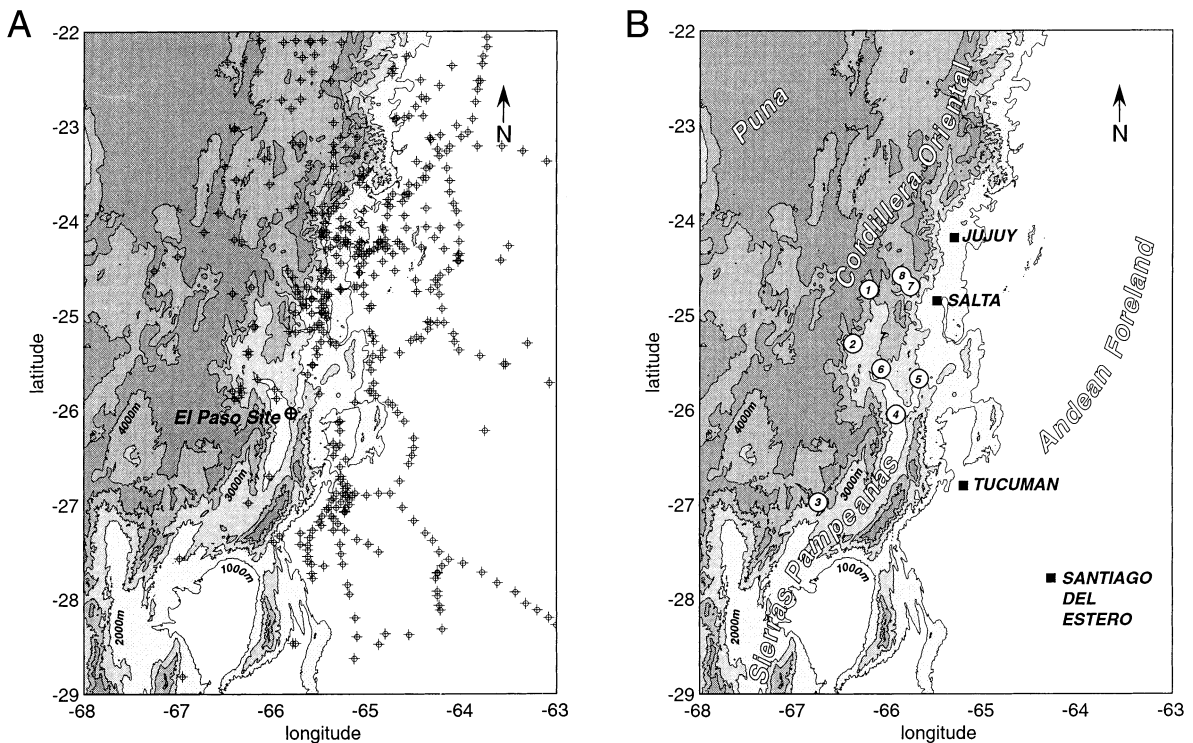 A
-22
-23
-24
-25
-26
-27
-28
-29
latitude
-68
-67
-66
-65
-64
-63
longitude
N
El Paso Site
4000m
3000m
1000m
2000m
B
-22
-23
-24
-25
-26
-27
-28
-29
latitude
-68
-67
-66
-65
-64
-63
longitude
N
Puna
Cordillera Oriental
JUJUY
SALTA
Andean Foreland
8
7
1
2
6
5
4
3
4000m
3000m
TUCUMAN
Sierras Pampeanas
1000m
2000m
SANTIAGO
DEL
ESTERO